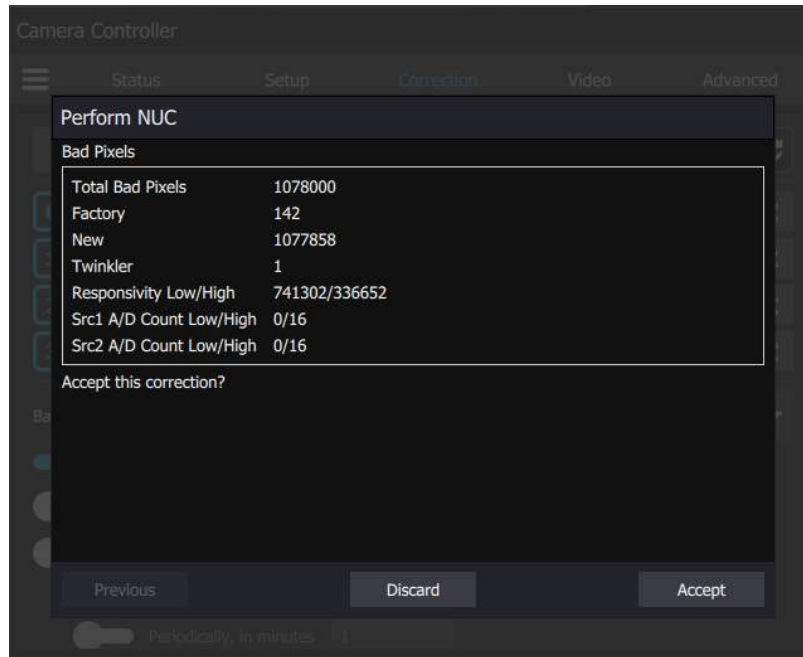 Camera Controller
Status Setup Correction Video Advanced
Perform NUC
Bad Pixels
Total Bad Pixels 1078000
Factory 142
New 1077858
Twinkler 1
Responsivity Low/High 741302/336652
Src1 A/D Count Low/High 0/16
Src2 A/D Count Low/High 0/16
Accept this correction?
Ba
Previous Discard Accept
Periodically, in minutes 1